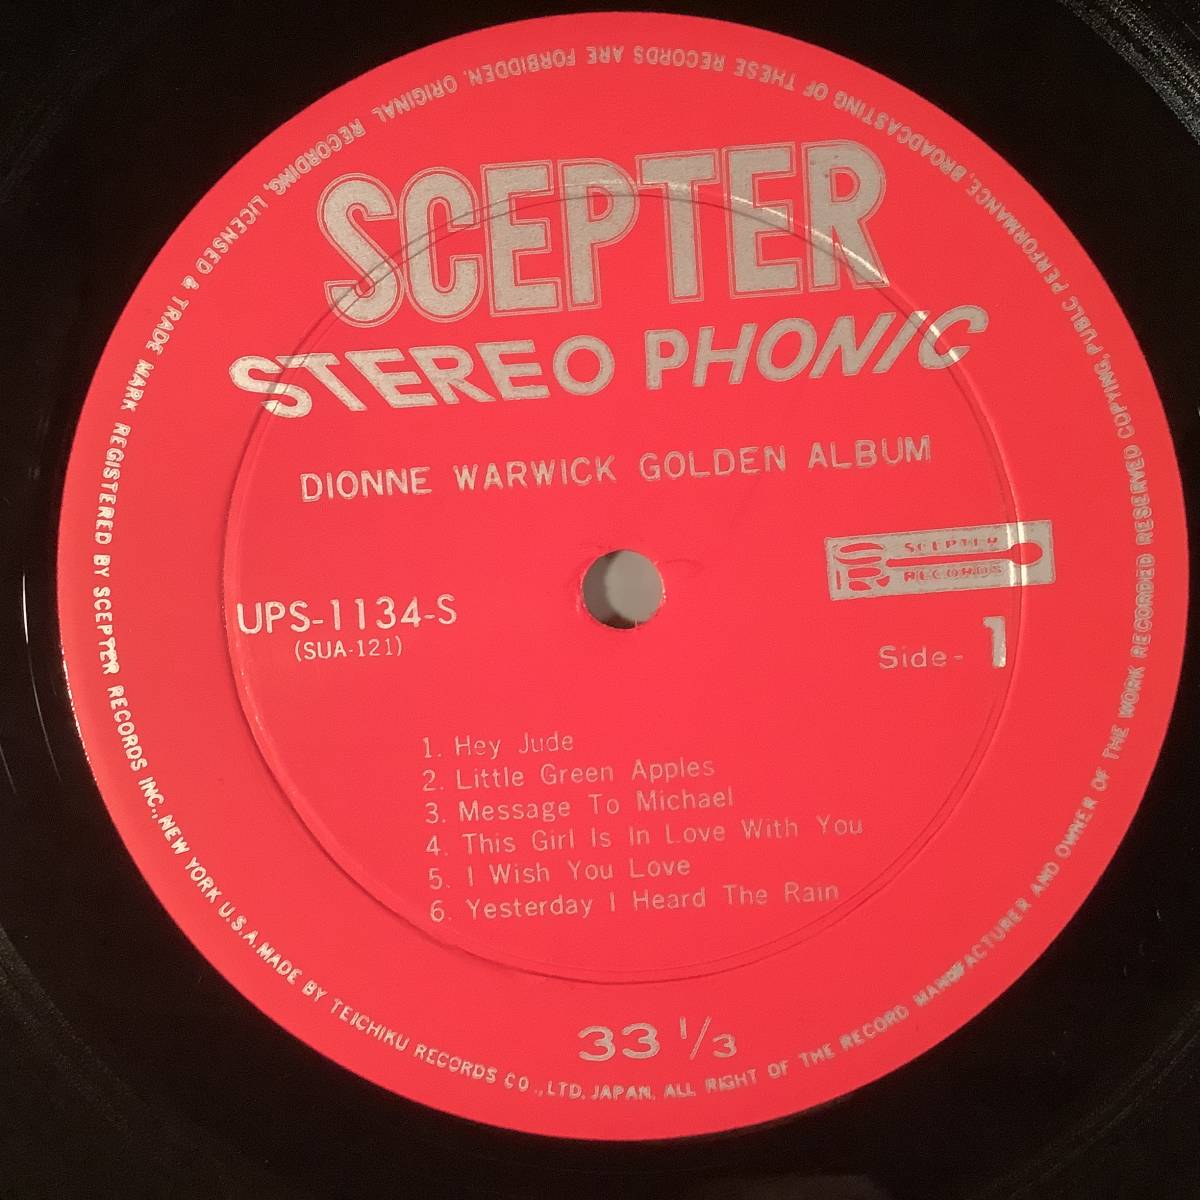 SCEPTER
STEREO PHONIC
DIONNE WARWICK GOLDEN ALBUM
SCEPTER
RECORDS
UPS-1134-S
(SUA-121)
Side-1
1. Hey Jude
2. Little Green Apples
3. Message To Michael
4. This Girl Is In Love With You
5. I Wish You Love
6. Yesterday I Heard The Rain
33 1/3
ORIGINAL RECORDING, LICENSED & TRADE MARK REGISTERED BY SCEPTER RECORDS INC., NEW YORK U.S.A. MADE BY TEICHIKU RECORDS CO., LTD. JAPAN. ALL RIGHT OF THE RECORD MANUFACTURER AND OWNER OF THE WORK RECORDED RESERVED COPYING, PUBLC PERFORMANCE, BROADCASTING OF THESE RECORDS ARE FORBIDDEN.